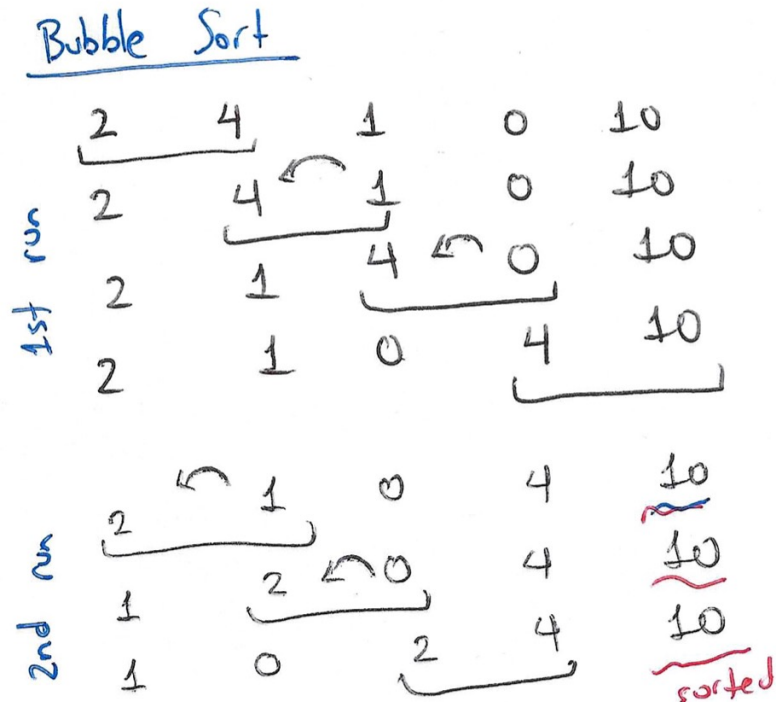 Bubble Sort
2 4 1 0 10
2 4 1 0 10
2 1 4 0 10
2 1 0 4 10
1st run
2 1 0 4 10
1 2 0 4 10
1 0 2 4 10
2nd run
sorted